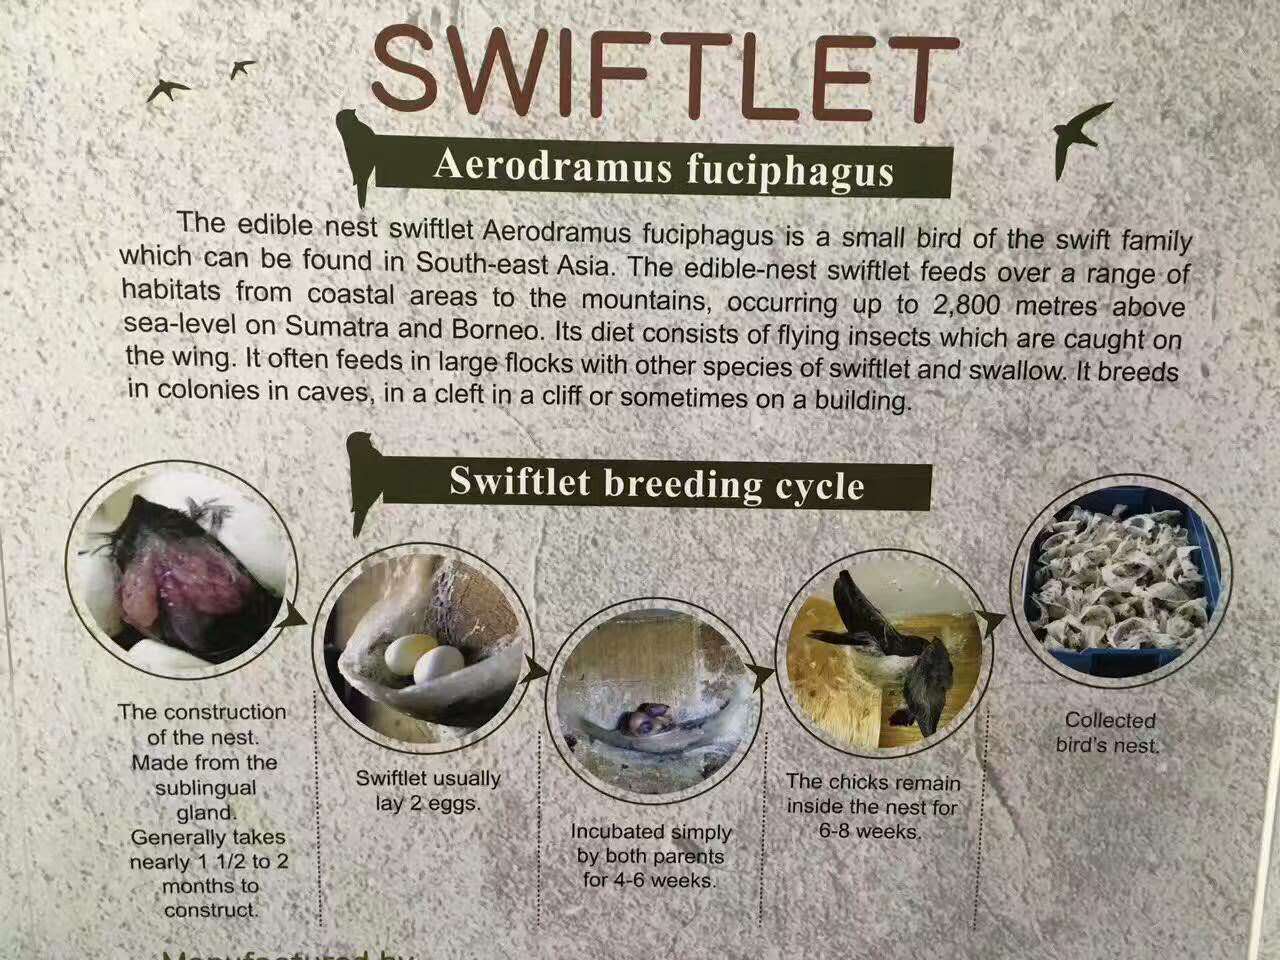 SWIFTLET
Aerodramus fuciphagus
The edible nest swiftlet Aerodramus fuciphagus is a small bird of the swift family
which can be found in South-east Asia. The edible-nest swiftlet feeds over a range of
habitats from coastal areas to the mountains, occurring up to 2,800 metres above
sea-level on Sumatra and Borneo. Its diet consists of flying insects which are caught on
the wing. It often feeds in large flocks with other species of swiftlet and swallow. It breeds
in colonies in caves, in a cleft in a cliff or sometimes on a building.
Swiftlet breeding cycle
The construction
of the nest.
Made from the
sublingual
gland.
Generally takes
nearly 1 1/2 to 2
months to
construct.
Swiftlet usually
lay 2 eggs.
Incubated simply
by both parents
for 4-6 weeks.
The chicks remain
inside the nest for
6-8 weeks.
Collected
bird's nest.
Manufactured by